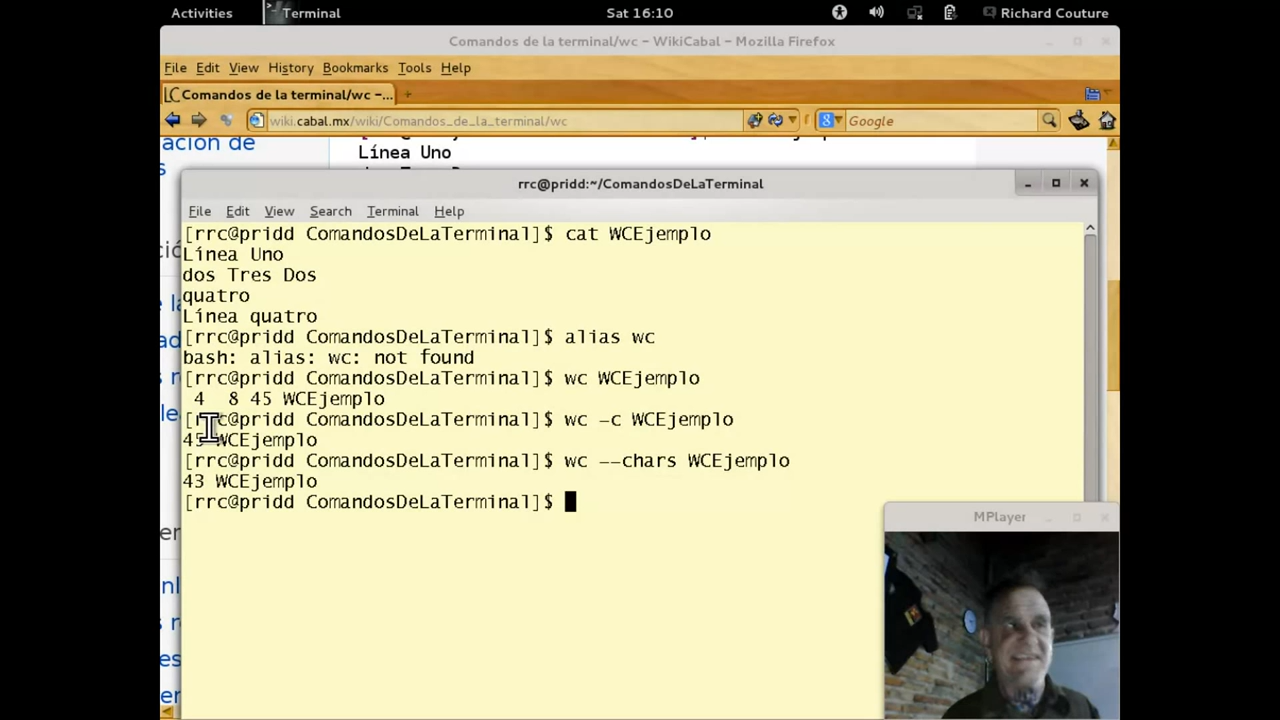 Activities
Terminal
Sat 16:10
Richard Couture
Comandos de la terminal/wc – WikiCabal – Mozilla Firefox
File Edit View History Bookmarks Tools Help
Comandos de la terminal/wc –...
wiki.cabal.mx/wiki/Comandos_de_la_terminal/wc
Google
ación de
Línea Uno
s
rrc@pridd:~/ComandosDeLaTerminal
File Edit View Search Terminal Help
[rrc@pridd ComandosDeLaTerminal]$ cat WCEjemplo
Línea Uno
dos Tres Dos
quatro
Línea quatro
[rrc@pridd ComandosDeLaTerminal]$ alias wc
bash: alias: wc: not found
[rrc@pridd ComandosDeLaTerminal]$ wc WCEjemplo
4 8 45 WCEjemplo
[rrc@pridd ComandosDeLaTerminal]$ wc –c WCEjemplo
45 WCEjemplo
[rrc@pridd ComandosDeLaTerminal]$ wc ––chars WCEjemplo
43 WCEjemplo
[rrc@pridd ComandosDeLaTerminal]$
MPlayer